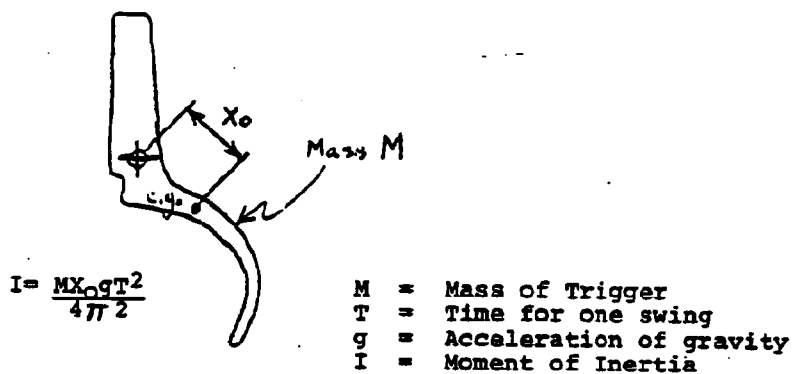 Xo
Mass M
c.g.
I= MXogT2
4π2
M = Mass of Trigger
T = Time for one swing
g = Acceleration of gravity
I = Moment of Inertia